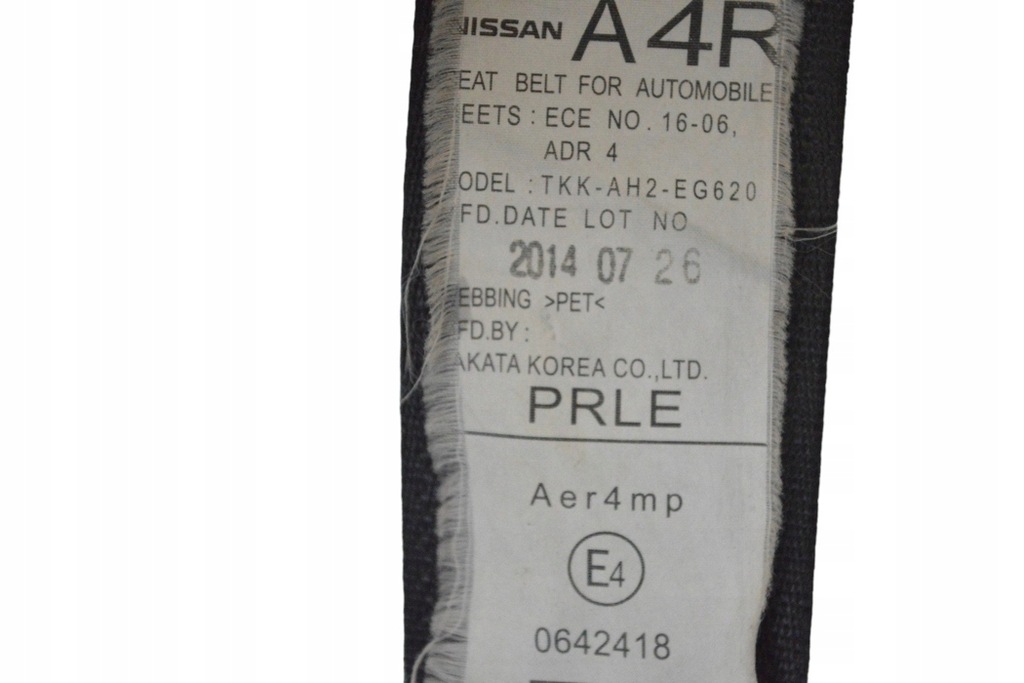 NISSAN A4R
EAT BELT FOR AUTOMOBILE
EETS : ECE NO. 16-06,
ADR 4
ODEL : TKK-AH2-EG620
FD.DATE LOT NO
2014 07 26
EBBING >PET<
FD.BY :
AKATA KOREA CO.,LTD.
PRLE
Aer4mp
E4
0642418